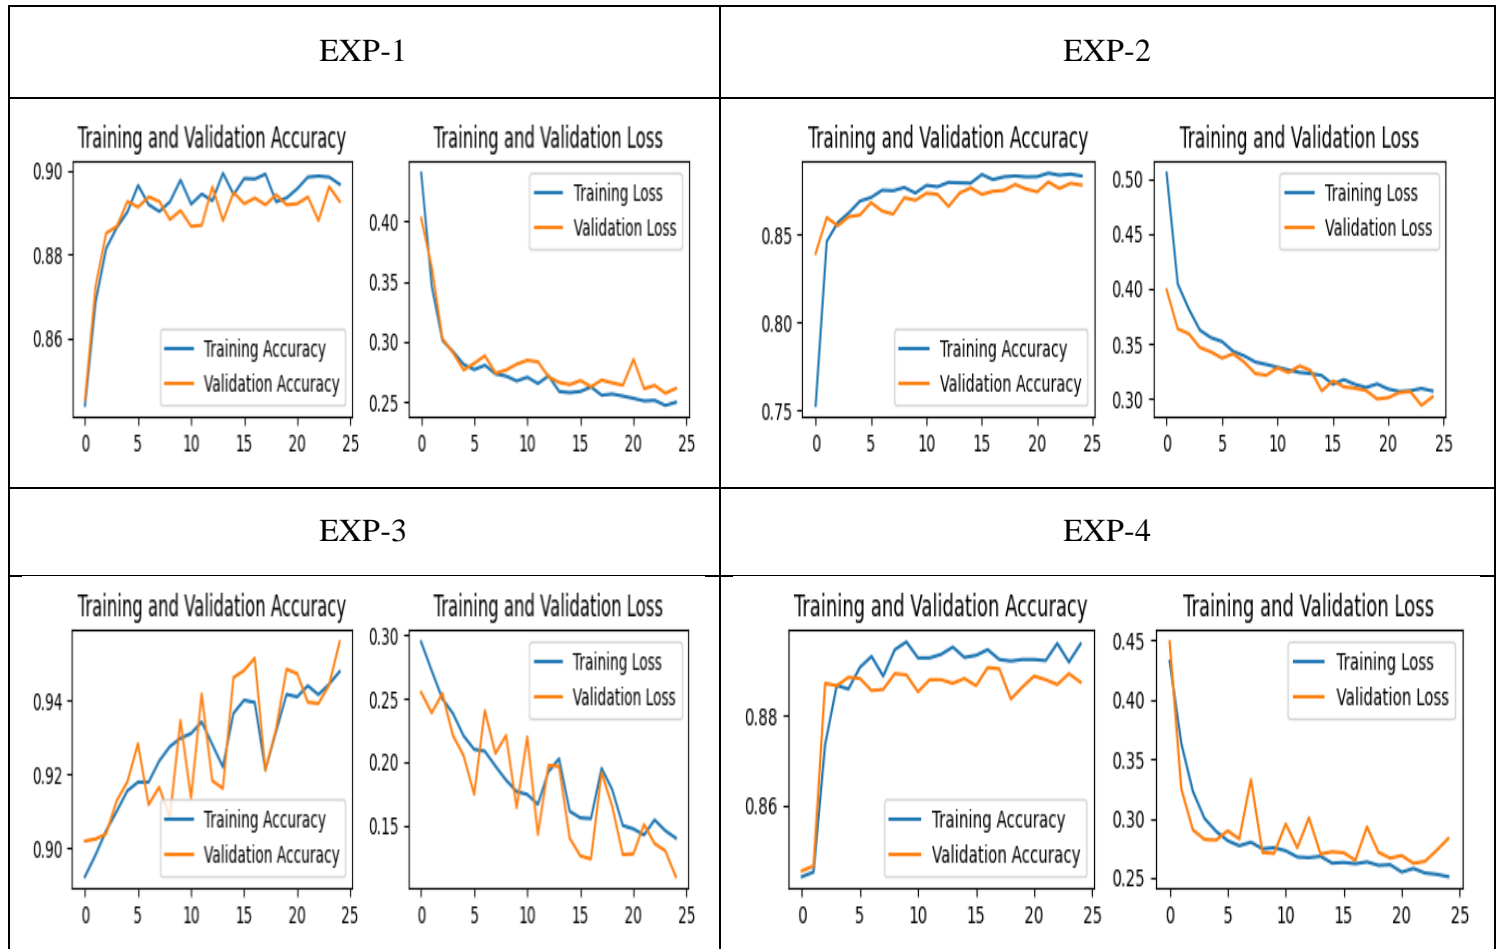 EXP-1
EXP-2
Training and Validation Accuracy
0.90
0.88
0.86
Training Accuracy
Validation Accuracy
0 5 10 15 20 25
Training and Validation Loss
0.40
0.35
0.30
0.25
Training Loss
Validation Loss
0 5 10 15 20 25
Training and Validation Accuracy
0.85
0.80
0.75
Training Accuracy
Validation Accuracy
0 5 10 15 20 25
Training and Validation Loss
0.50
0.45
0.40
0.35
0.30
Training Loss
Validation Loss
0 5 10 15 20 25
EXP-3
EXP-4
Training and Validation Accuracy
0.94
0.92
0.90
Training Accuracy
Validation Accuracy
0 5 10 15 20 25
Training and Validation Loss
0.30
0.25
0.20
0.15
Training Loss
Validation Loss
0 5 10 15 20 25
Training and Validation Accuracy
0.88
0.86
Training Accuracy
Validation Accuracy
0 5 10 15 20 25
Training and Validation Loss
0.45
0.40
0.35
0.30
0.25
Training Loss
Validation Loss
0 5 10 15 20 25